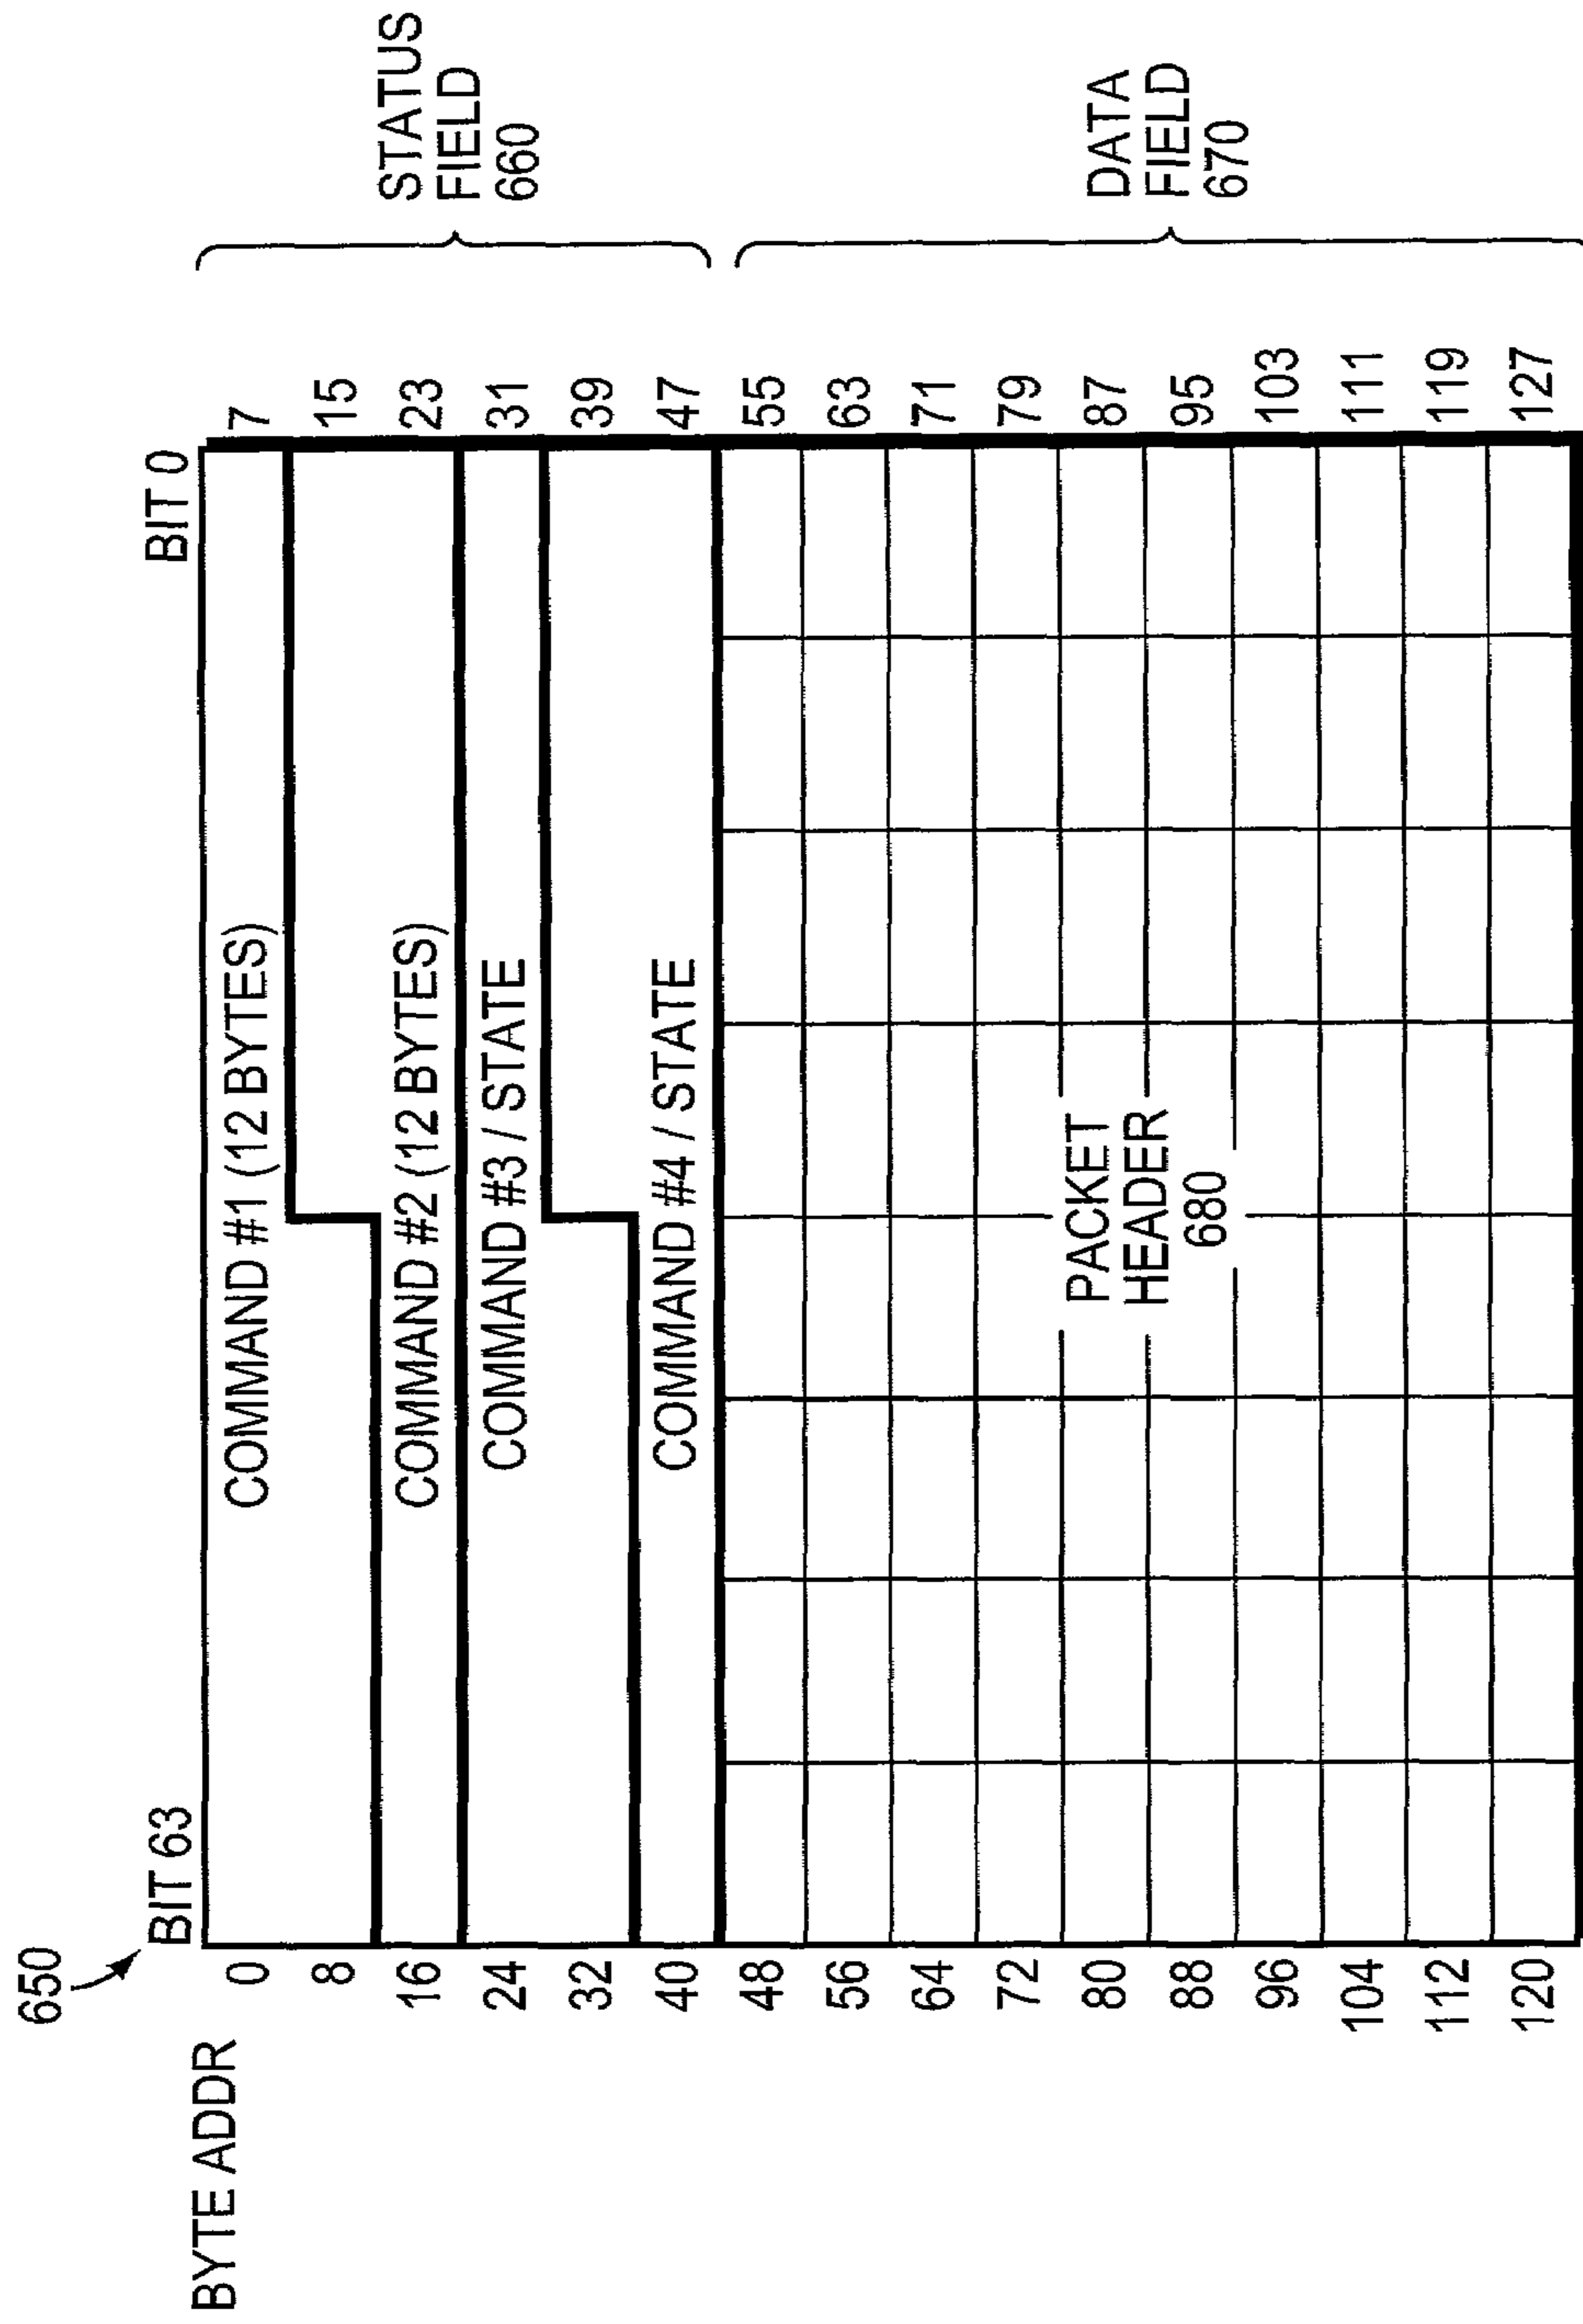 650
BYTE ADDR
BIT 63
BIT 0
0
COMMAND #1 (12 BYTES)
7
8
15
16
COMMAND #2 (12 BYTES)
23
24
COMMAND #3 / STATE
31
32
39
40
COMMAND #4 / STATE
47
STATUS
FIELD
660
48
55
56
63
64
71
72
79
80
87
88
95
96
103
104
111
112
119
120
127
PACKET
HEADER
680
DATA
FIELD
670